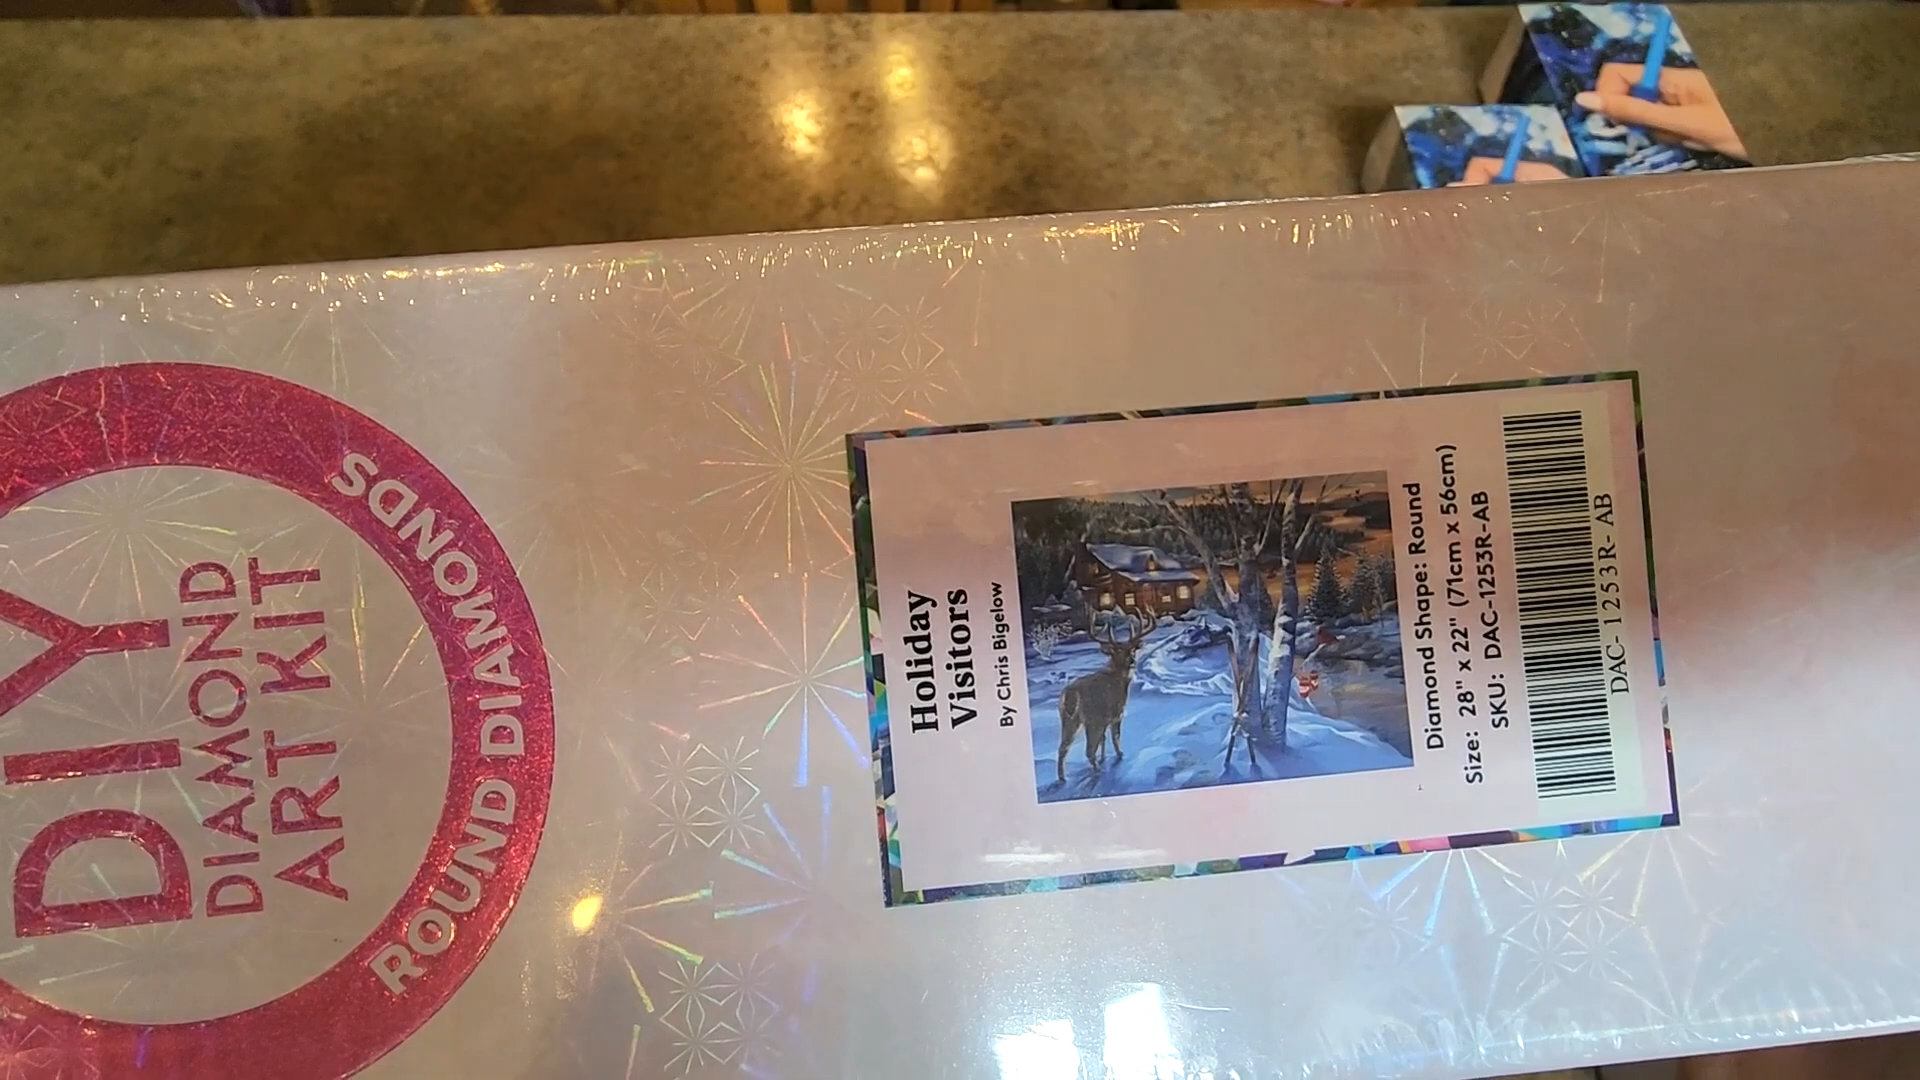 DIY
DIAMOND
ART KIT
ROUND DIAMONDS
Holiday
Visitors
By Chris Bigelow
Diamond Shape: Round
Size: 28" x 22" (71cm x 56cm)
SKU: DAC-1253R-AB
DAC-1253R-AB